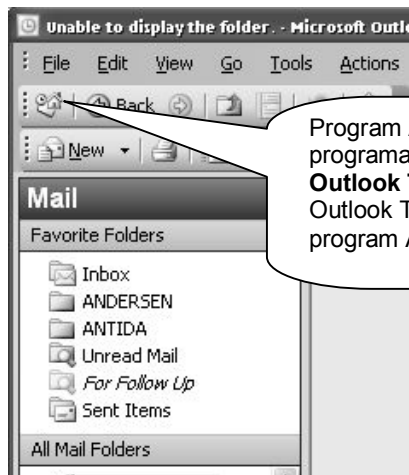 Unable to display the folder. - Microsoft Outl
File Edit View Go Tools Actions
Back
New
Program
programa
Outlook
Outlook T
program A
Mail
Favorite Folders
Inbox
ANDERSEN
ANTIDA
Unread Mail
For Follow Up
Sent Items
All Mail Folders